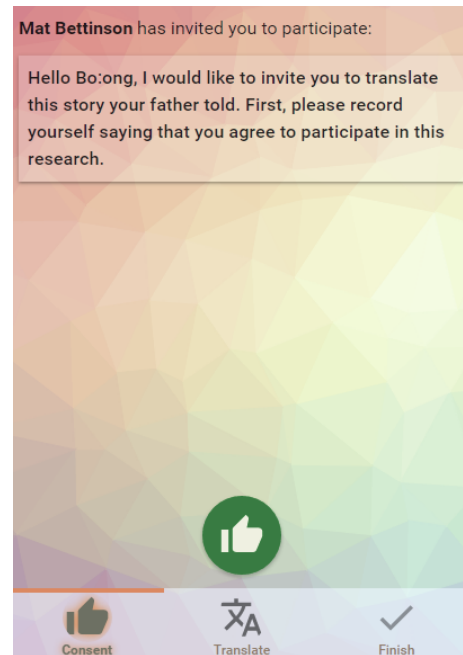 Mat Bettinson has invited you to participate:
Hello Bo:ong, I would like to invite you to translate
this story your father told. First, please record
yourself saying that you agree to participate in this
research.
Consent Translate Finish